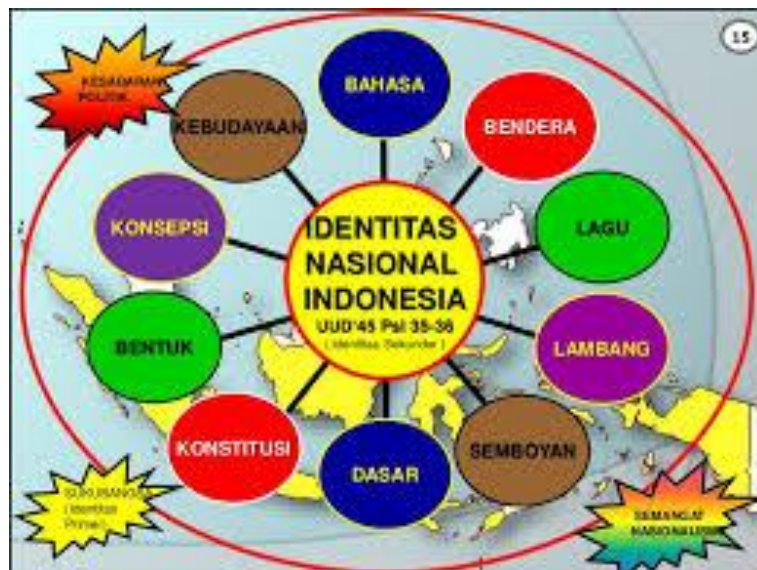 15
KESADARAN
POLITIK
BAHASA
BENDERA
KEBUDAYAAN
LAGU
KONSEPSI
IDENTITAS
NASIONAL
INDONESIA
UUD'45 Psl 35-36
( Identitas Sekunder )
BENTUK
LAMBANG
KONSTITUSI
DASAR
SEMBOYAN
SUKUBANGSA
( Identitas
Primer )
SEMANGAT
NASIONALISME